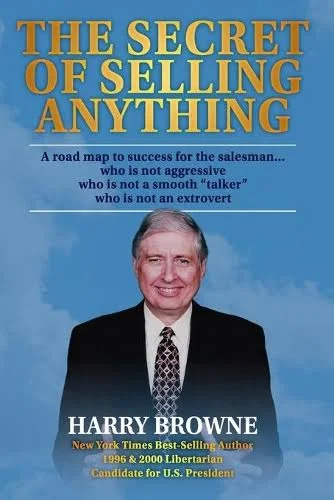 THE SECRET
OF SELLING
ANYTHING
A road map to success for the salesman...
who is not aggressive
who is not a smooth "talker"
who is not an extrovert
HARRY BROWNE
New York Times Best-Selling Author
1996 & 2000 Libertarian
Candidate for U.S. President